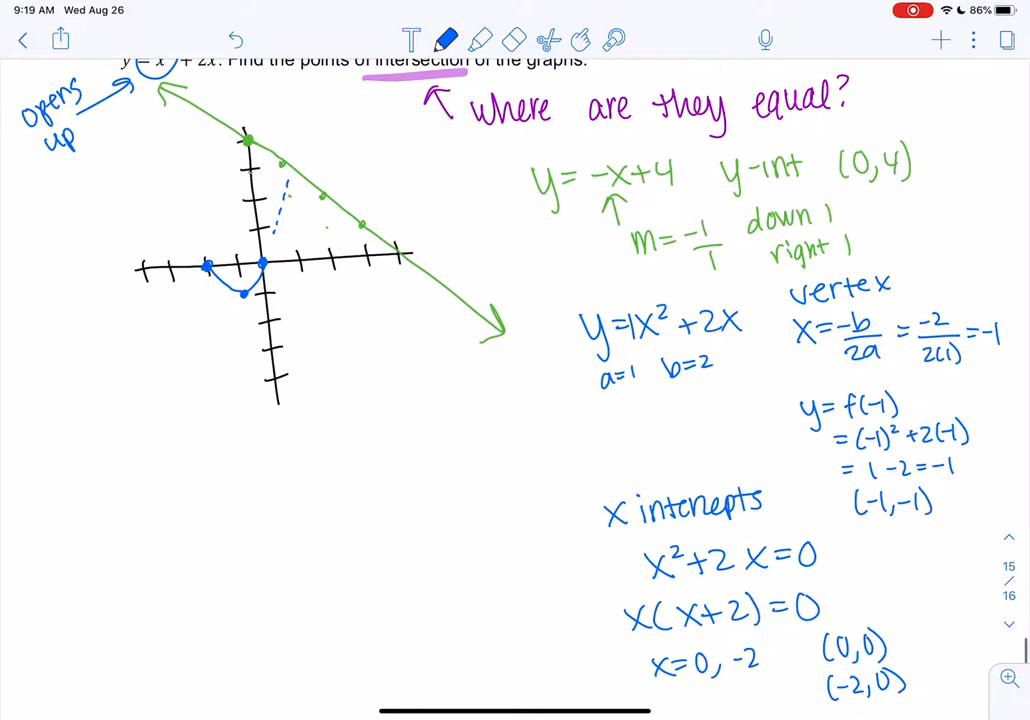 9:19 AM Wed Aug 26
86%
y = x + 2x. Find the points of intersection of the graphs.
opens
up
where are they equal?
y = -x+4 y-int (0,4)
m = -1/1 down 1
right 1
vertex
y=1x² +2x
x = -b/2a = -2/2(1) = -1
a=1 b=2
y= f(-1)
= (-1)² +2(-1)
= 1 -2 = -1
(-1,-1)
x intercepts
x²+2x=0
x(x+2)=0
x=0, -2
(0,0)
(-2,0)
15
16
T